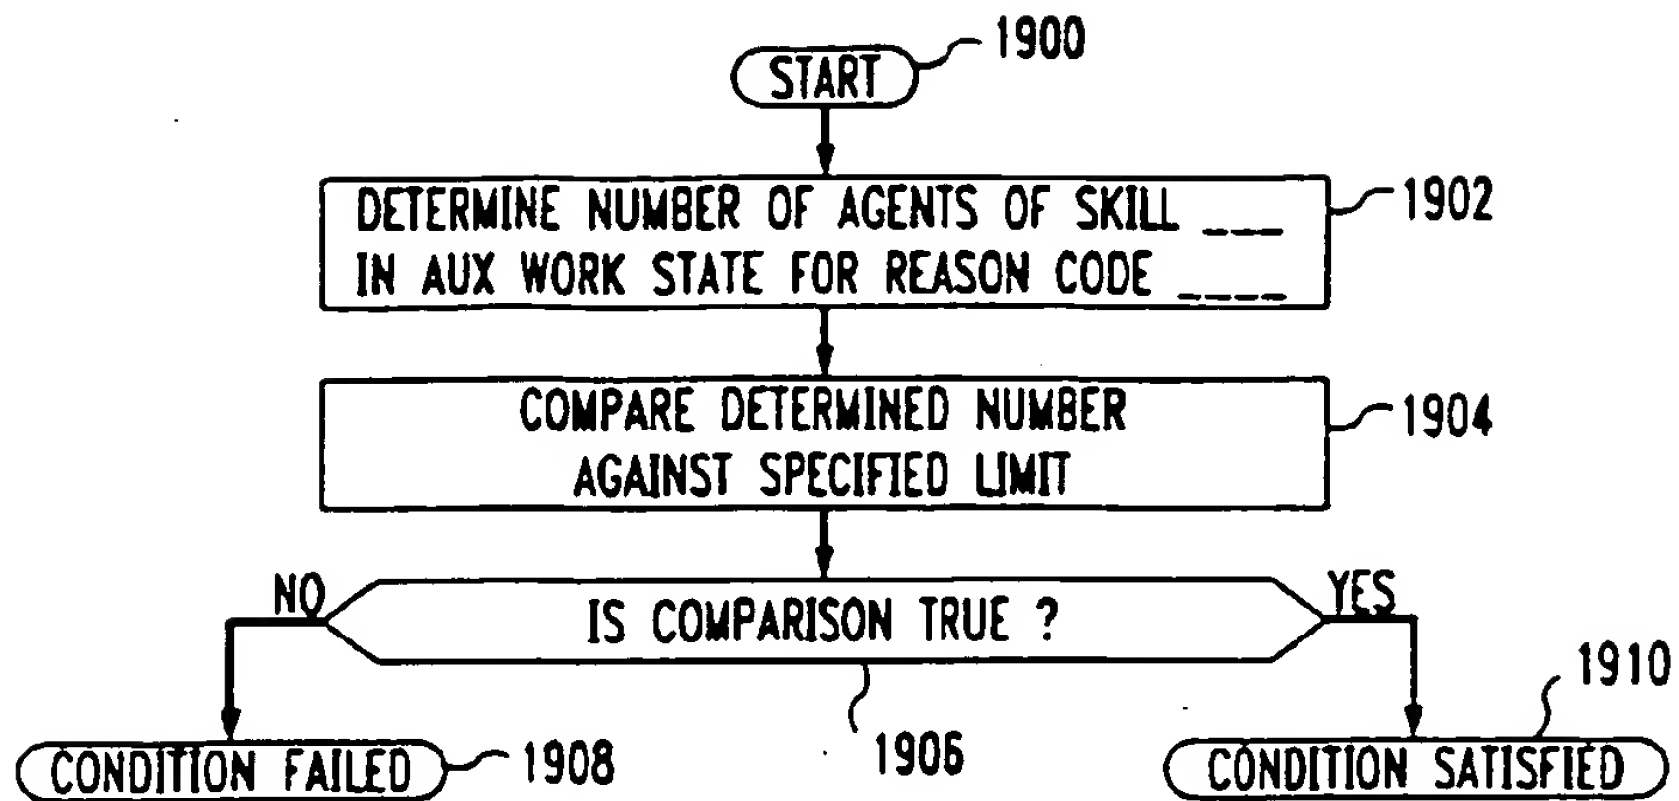 START
1900
DETERMINE NUMBER OF AGENTS OF SKILL ___
IN AUX WORK STATE FOR REASON CODE ____
1902
COMPARE DETERMINED NUMBER
AGAINST SPECIFIED LIMIT
1904
NO
IS COMPARISON TRUE ?
YES
1906
CONDITION FAILED
1908
CONDITION SATISFIED
1910